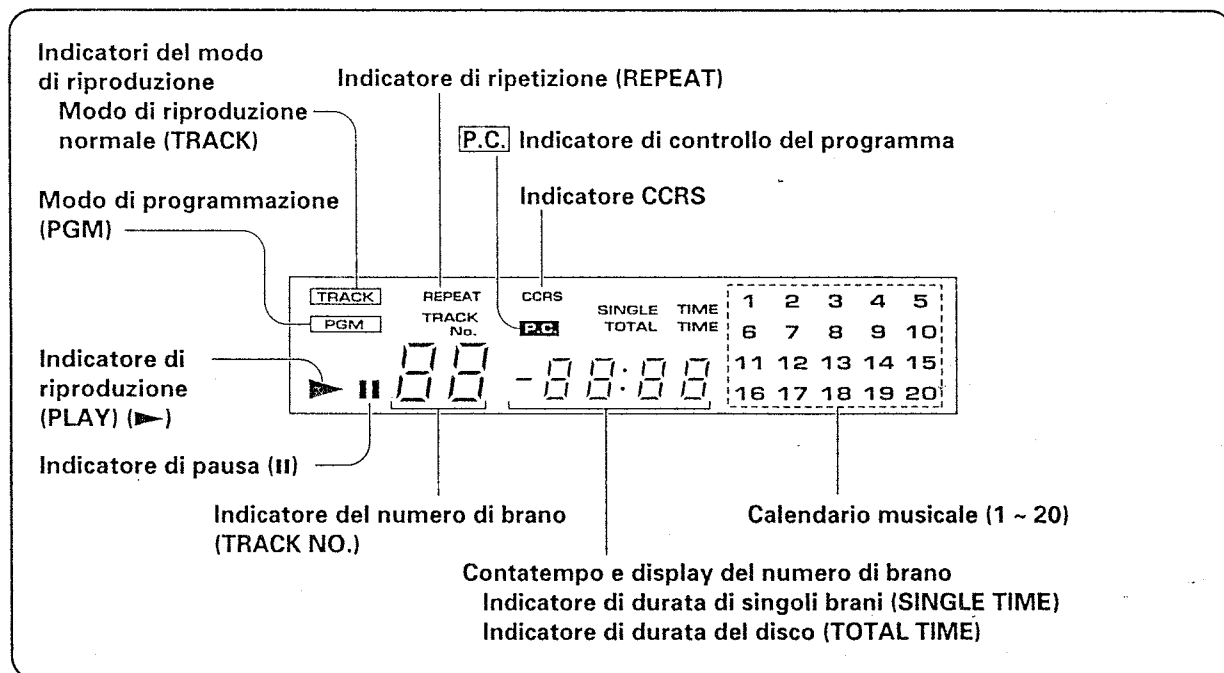 Indicatori del modo
di riproduzione
Modo di riproduzione
normale (TRACK)
Indicatore di ripetizione (REPEAT)
P.C. Indicatore di controllo del programma
Indicatore CCRS
Modo di programmazione
(PGM)
TRACK REPEAT CCRS SINGLE TIME 1 2 3 4 5
PGM TRACK No. P.C. TOTAL TIME 6 7 8 9 10
88 -88:88 11 12 13 14 15
16 17 18 19 20
Indicatore di
riproduzione
(PLAY) (►)
Indicatore di pausa (II)
Indicatore del numero di brano
(TRACK NO.)
Calendario musicale (1 ~ 20)
Contatempo e display del numero di brano
Indicatore di durata di singoli brani (SINGLE TIME)
Indicatore di durata del disco (TOTAL TIME)